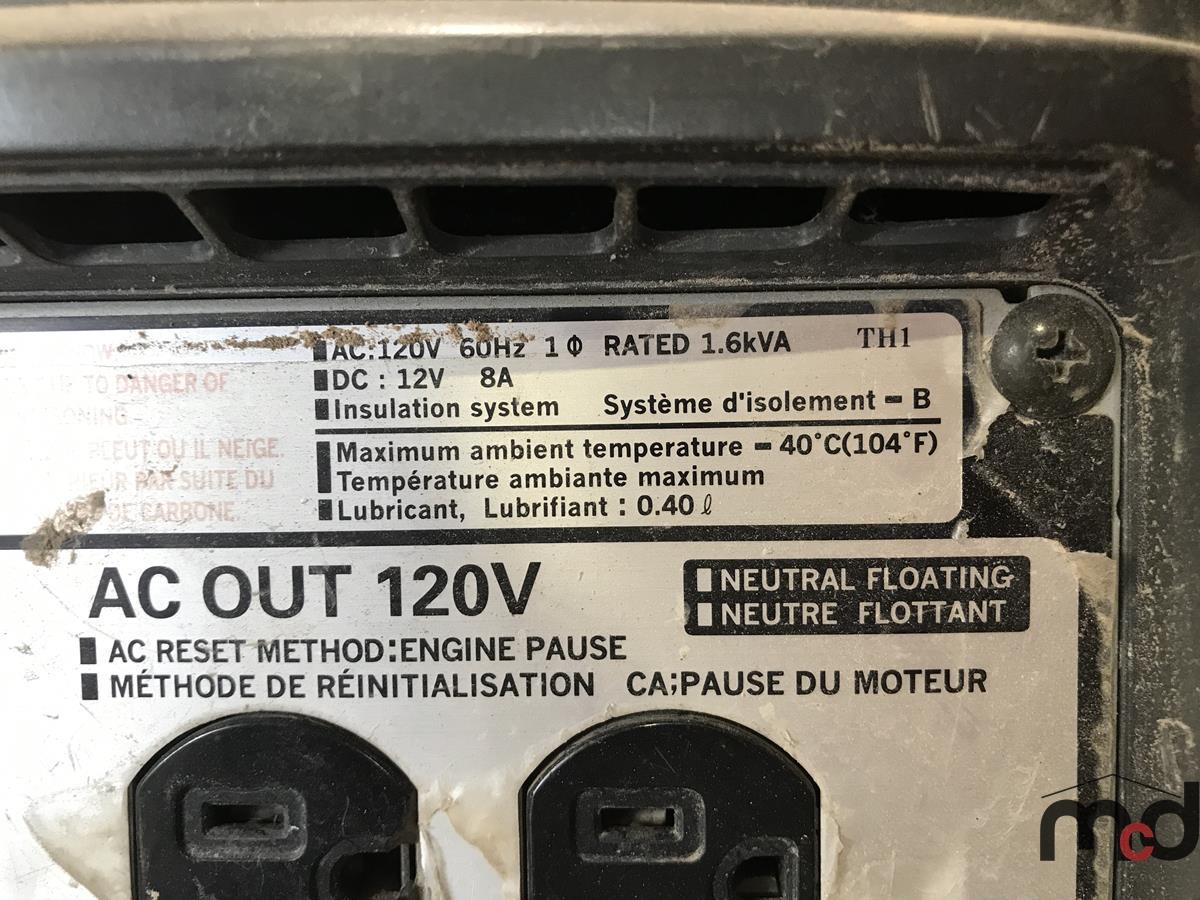 TO DANGER OF
PLEUT OU IL NEIGE.
PAR SUITE DU
DE CARBONE.
AC:120V 60Hz 1Φ RATED 1.6kVA TH1
DC : 12V 8A
Insulation system Système d'isolement - B
Maximum ambient temperature - 40°C(104°F)
Température ambiante maximum
Lubricant, Lubrifiant : 0.40 ℓ
AC OUT 120V
NEUTRAL FLOATING
NEUTRE FLOTTANT
AC RESET METHOD:ENGINE PAUSE
MÉTHODE DE RÉINITIALISATION CA;PAUSE DU MOTEUR
mcd